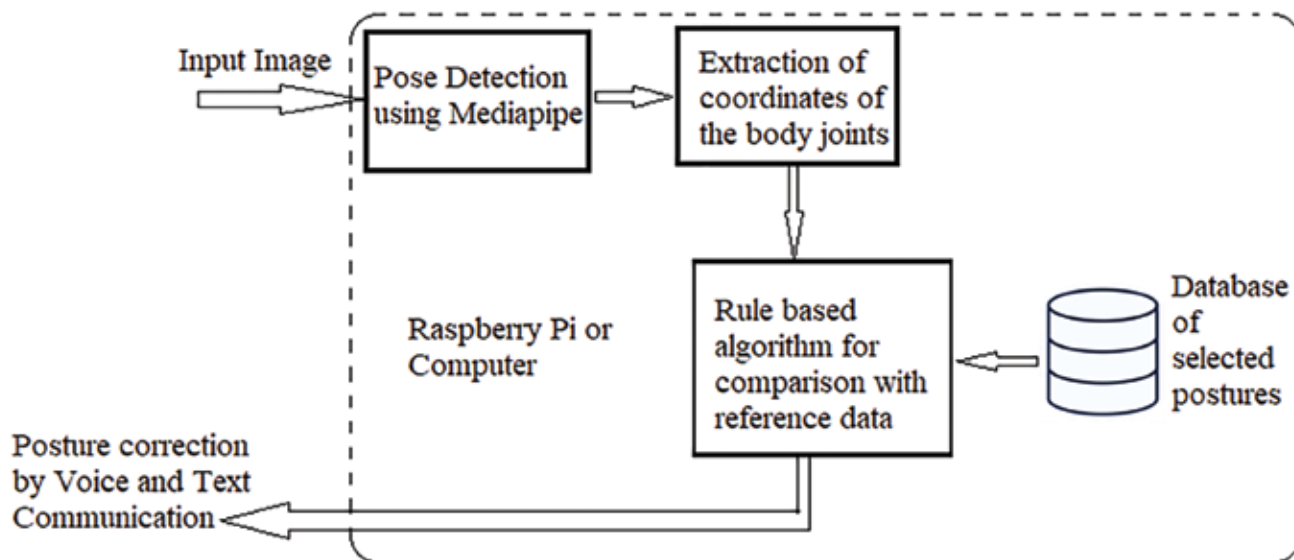 Input Image
Pose Detection
using Mediapipe
Extraction of
coordinates of
the body joints
Raspberry Pi or
Computer
Rule based
algorithm for
comparison with
reference data
Database
of
selected
postures
Posture correction
by Voice and Text
Communication